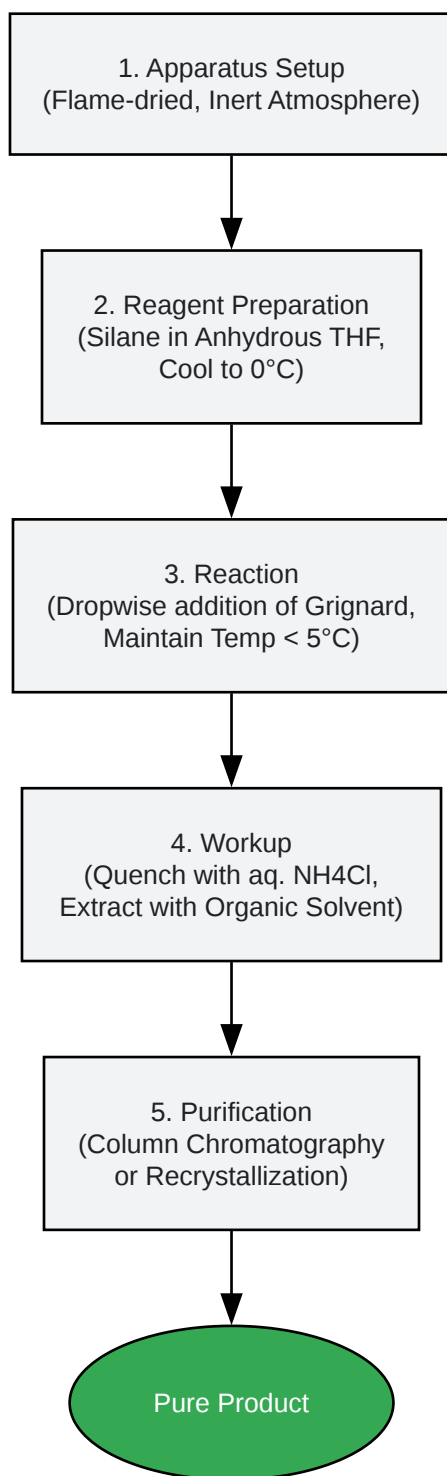 1. Apparatus Setup
(Flame-dried, Inert Atmosphere)
2. Reagent Preparation
(Silane in Anhydrous THF,
Cool to 0°C)
3. Reaction
(Dropwise addition of Grignard,
Maintain Temp < 5°C)
4. Workup
(Quench with aq. NH4Cl,
Extract with Organic Solvent)
5. Purification
(Column Chromatography
or Recrystallization)
Pure Product